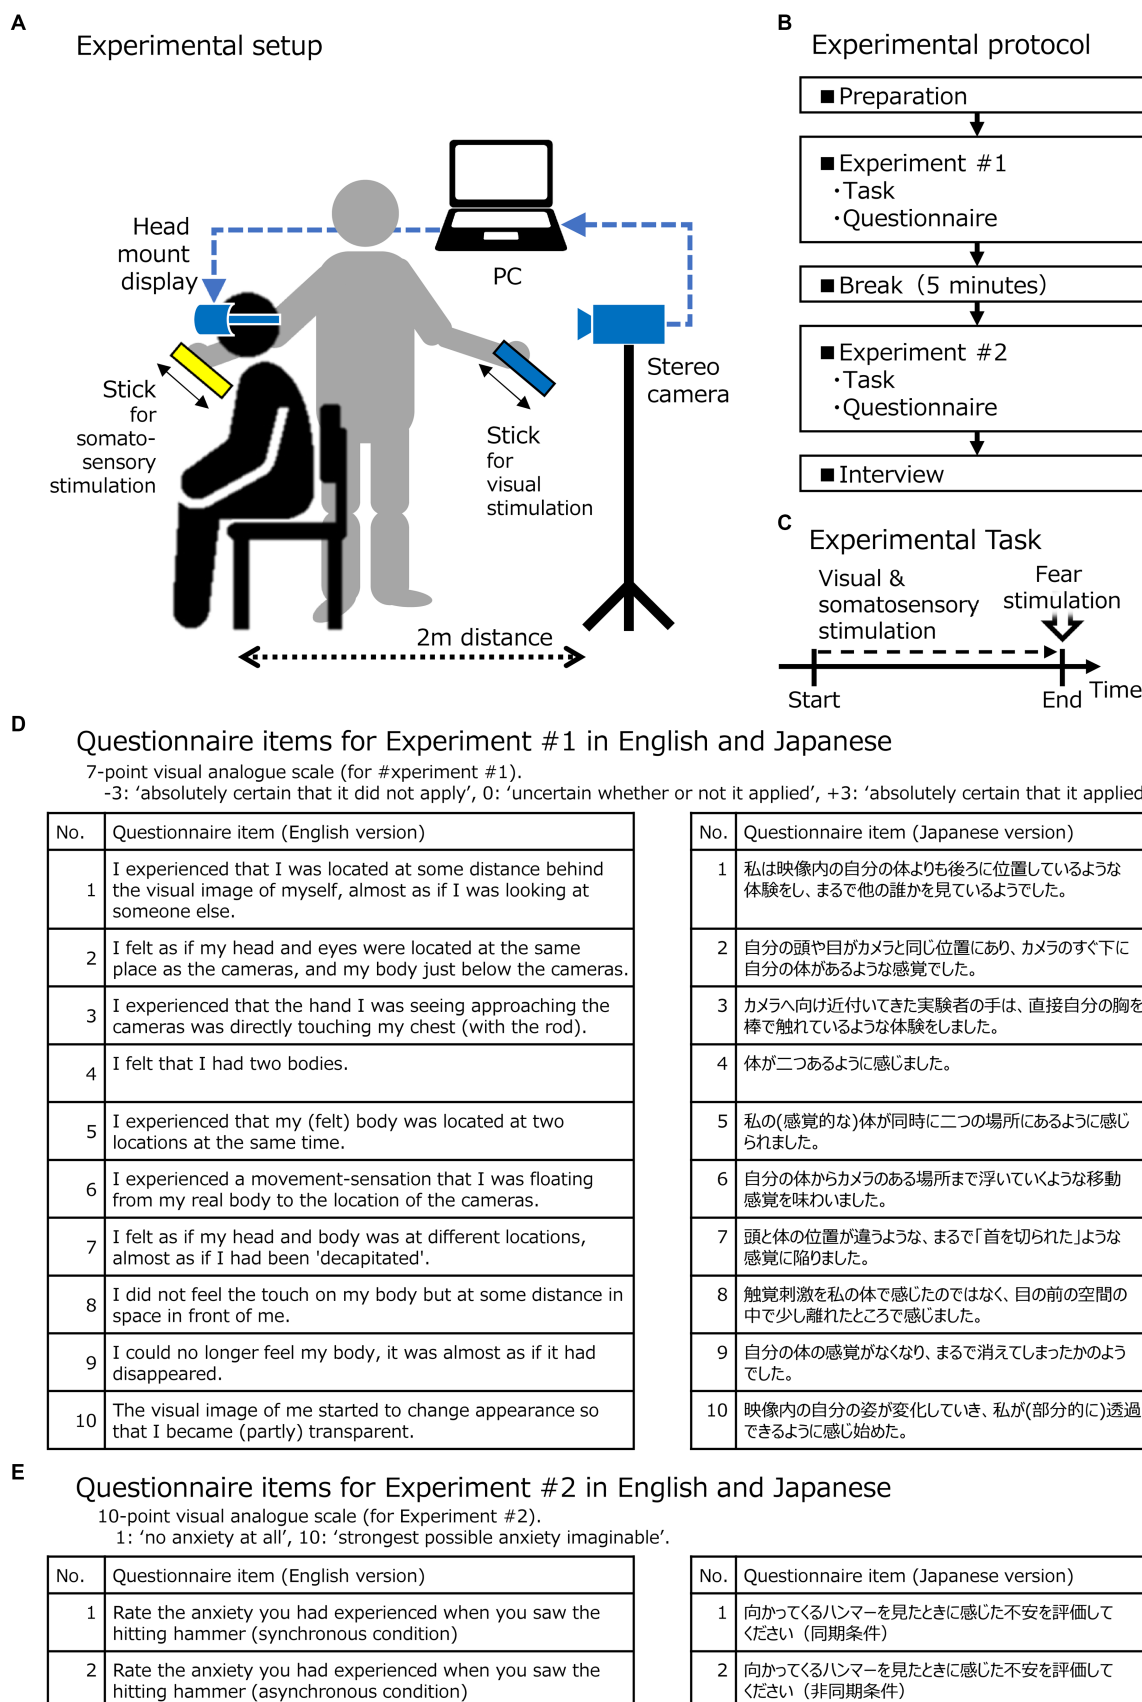 A
Experimental setup
Head
mount
display
PC
Stereo
camera
Stick
for
somato-
sensory
stimulation
Stick
for
visual
stimulation
2m distance
B
Experimental protocol
■ Preparation
■ Experiment #1
・Task
・Questionnaire
■ Break（5 minutes）
■ Experiment #2
・Task
・Questionnaire
■ Interview
C
Experimental Task
Visual &
somatosensory
stimulation
Fear
stimulation
Start
End
Time
D
Questionnaire items for Experiment #1 in English and Japanese
7-point visual analogue scale (for #xperiment #1).
-3: ‘absolutely certain that it did not apply’, 0: ‘uncertain whether or not it applied’, +3: ‘absolutely certain that it applied
No. Questionnaire item (English version)
1 I experienced that I was located at some distance behind
the visual image of myself, almost as if I was looking at
someone else.
2 I felt as if my head and eyes were located at the same
place as the cameras, and my body just below the cameras.
3 I experienced that the hand I was seeing approaching the
cameras was directly touching my chest (with the rod).
4 I felt that I had two bodies.
5 I experienced that my (felt) body was located at two
locations at the same time.
6 I experienced a movement-sensation that I was floating
from my real body to the location of the cameras.
7 I felt as if my head and body was at different locations,
almost as if I had been 'decapitated'.
8 I did not feel the touch on my body but at some distance in
space in front of me.
9 I could no longer feel my body, it was almost as if it had
disappeared.
10 The visual image of me started to change appearance so
that I became (partly) transparent.
No. Questionnaire item (Japanese version)
1 私は映像内の自分の体よりも後ろに位置しているような
体験をし、まるで他の誰かを見ているようでした。
2 自分の頭や目がカメラと同じ位置にあり、カメラのすぐ下に
自分の体があるような感覚でした。
3 カメラへ向け近付いてきた実験者の手は、直接自分の胸を
棒で触れているような体験をしました。
4 体が二つあるように感じました。
5 私の(感覚的な)体が同時に二つの場所にあるように感じ
られました。
6 自分の体からカメラのある場所まで浮いていくような移動
感覚を味わいました。
7 頭と体の位置が違うような、まるで「首を切られた」ような
感覚に陥りました。
8 触覚刺激を私の体で感じたのではなく、目の前の空間の
中で少し離れたところで感じました。
9 自分の体の感覚がなくなり、まるで消えてしまったかのよう
でした。
10 映像内の自分の姿が変化していき、私が(部分的に)透過
できるように感じ始めた。
E
Questionnaire items for Experiment #2 in English and Japanese
10-point visual analogue scale (for Experiment #2).
1: ‘no anxiety at all’, 10: ‘strongest possible anxiety imaginable’.
No. Questionnaire item (English version)
1 Rate the anxiety you had experienced when you saw the
hitting hammer (synchronous condition)
2 Rate the anxiety you had experienced when you saw the
hitting hammer (asynchronous condition)
No. Questionnaire item (Japanese version)
1 向かってくるハンマーを見たときに感じた不安を評価して
ください（同期条件）
2 向かってくるハンマーを見たときに感じた不安を評価して
ください（非同期条件）